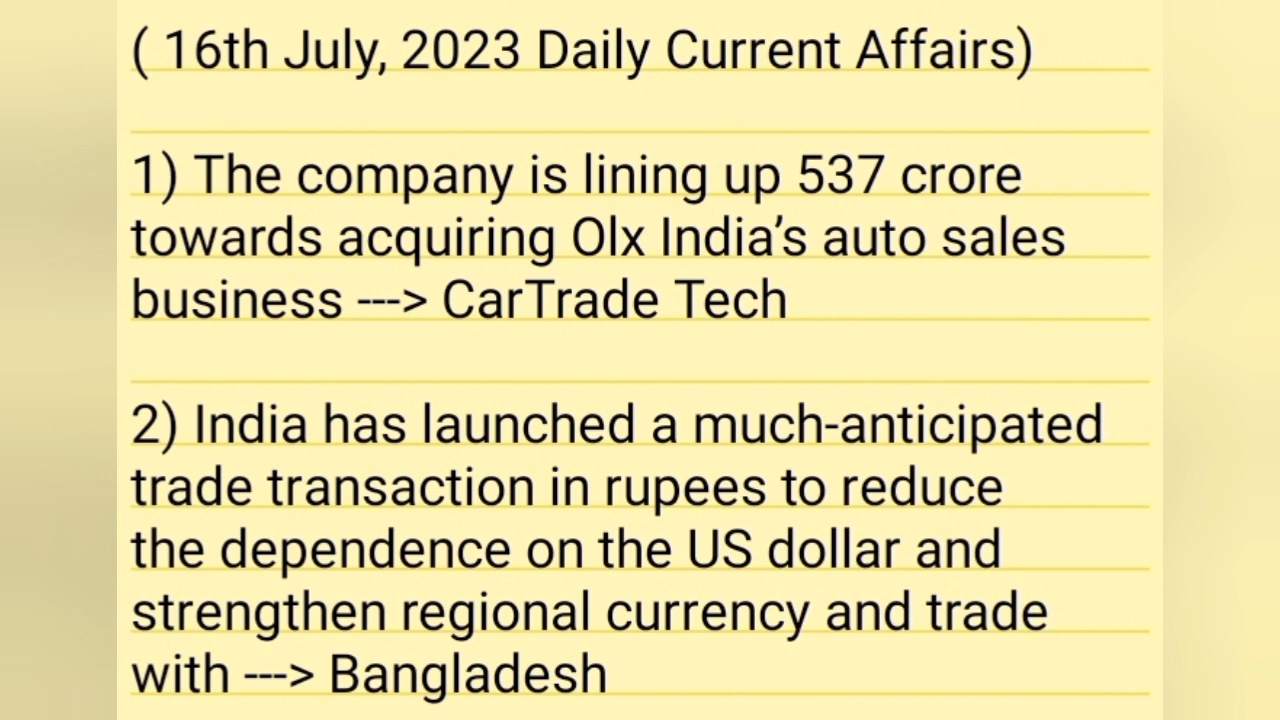 ( 16th July, 2023 Daily Current Affairs)
1) The company is lining up 537 crore
towards acquiring Olx India’s auto sales
business ---> CarTrade Tech
2) India has launched a much-anticipated
trade transaction in rupees to reduce
the dependence on the US dollar and
strengthen regional currency and trade
with ---> Bangladesh